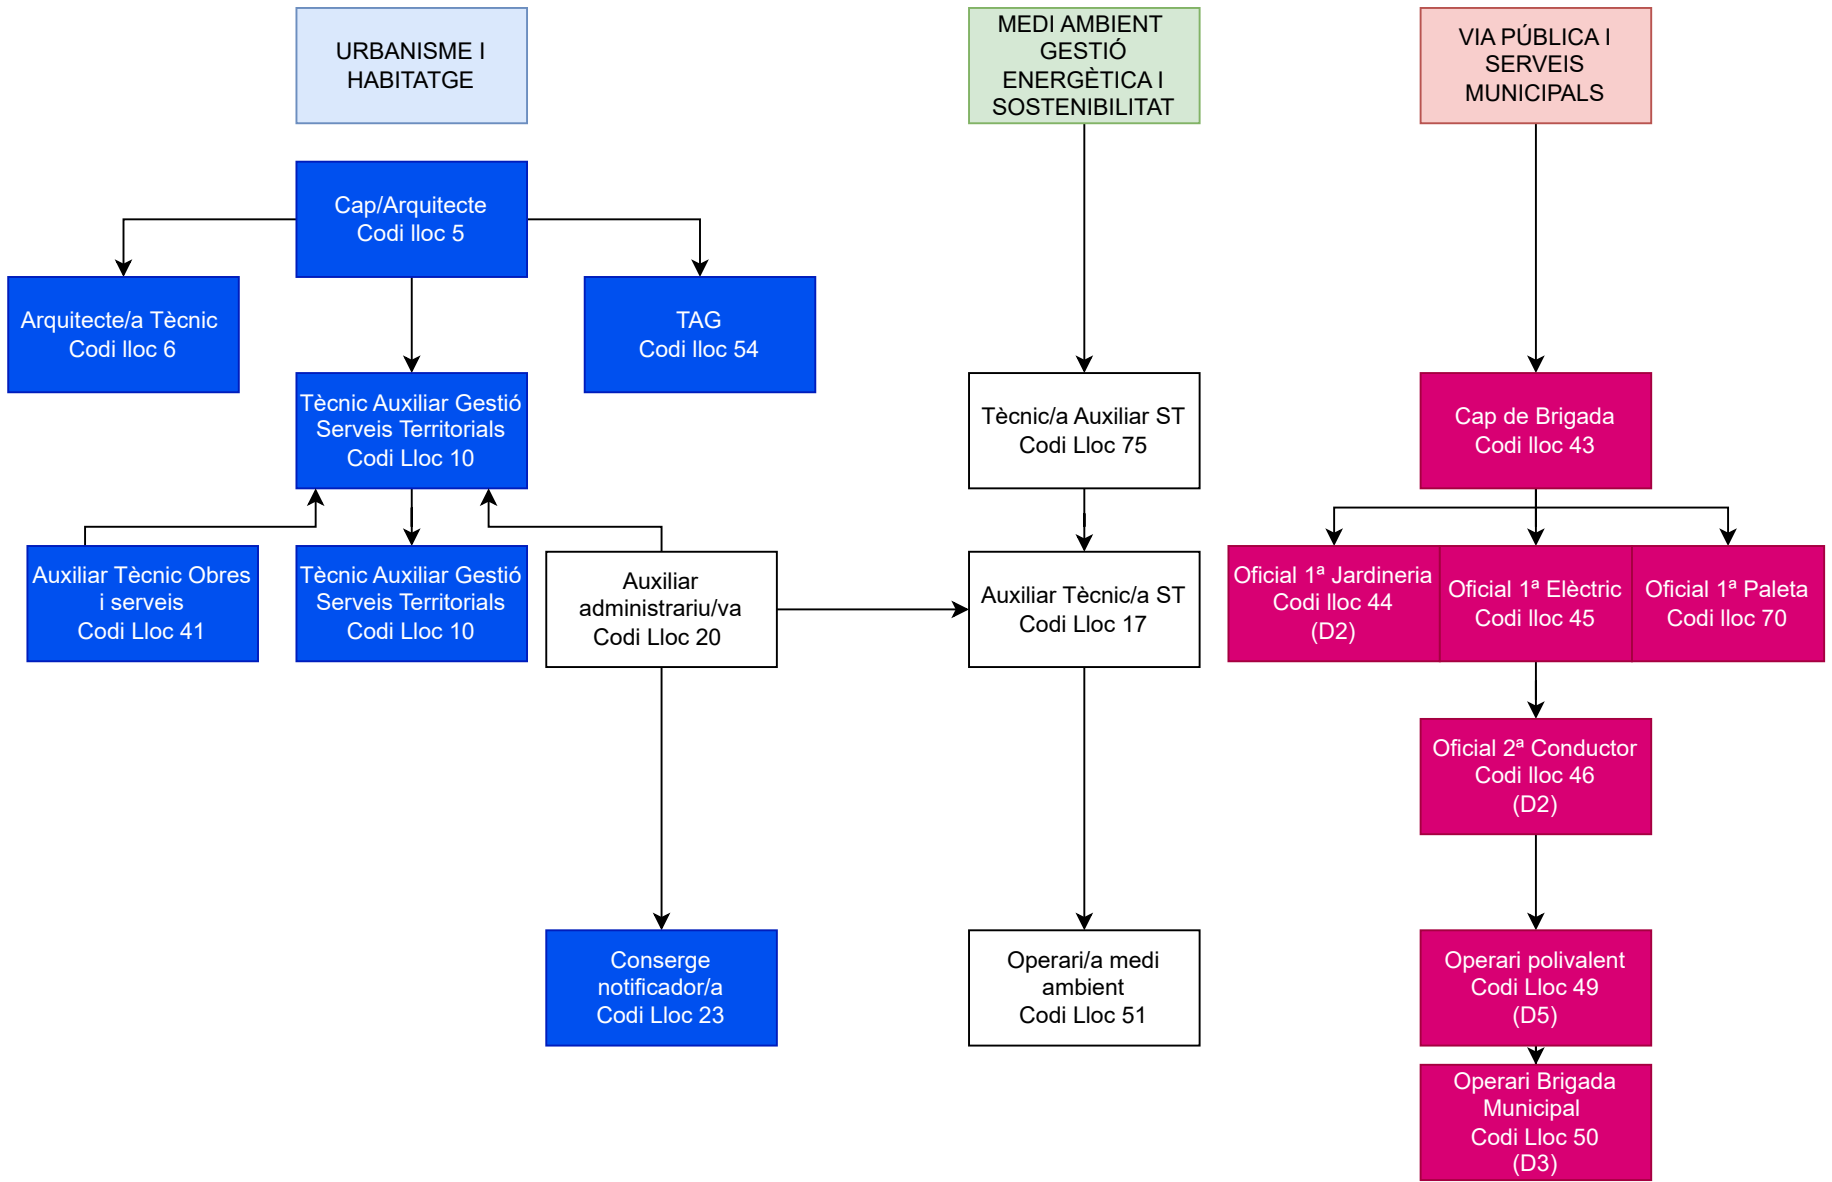 URBANISME I
HABITATGE
MEDI AMBIENT
GESTIÓ
ENERGÈTICA I
SOSTENIBILITAT
VIA PÚBLICA I
SERVEIS
MUNICIPALS
Cap/Arquitecte
Codi lloc 5
Arquitecte/a Tècnic
Codi lloc 6
TAG
Codi lloc 54
Tècnic Auxiliar Gestió
Serveis Territorials
Codi Lloc 10
Tècnic/a Auxiliar ST
Codi Lloc 75
Cap de Brigada
Codi lloc 43
Auxiliar Tècnic Obres
i serveis
Codi Lloc 41
Tècnic Auxiliar Gestió
Serveis Territorials
Codi Lloc 10
Auxiliar
administrariu/va
Codi Lloc 20
Auxiliar Tècnic/a ST
Codi Lloc 17
Oficial 1ª Jardineria
Codi lloc 44
(D2)
Oficial 1ª Elèctric
Codi lloc 45
Oficial 1ª Paleta
Codi lloc 70
Oficial 2ª Conductor
Codi lloc 46
(D2)
Conserge
notificador/a
Codi Lloc 23
Operari/a medi
ambient
Codi Lloc 51
Operari polivalent
Codi Lloc 49
(D5)
Operari Brigada
Municipal
Codi Lloc 50
(D3)